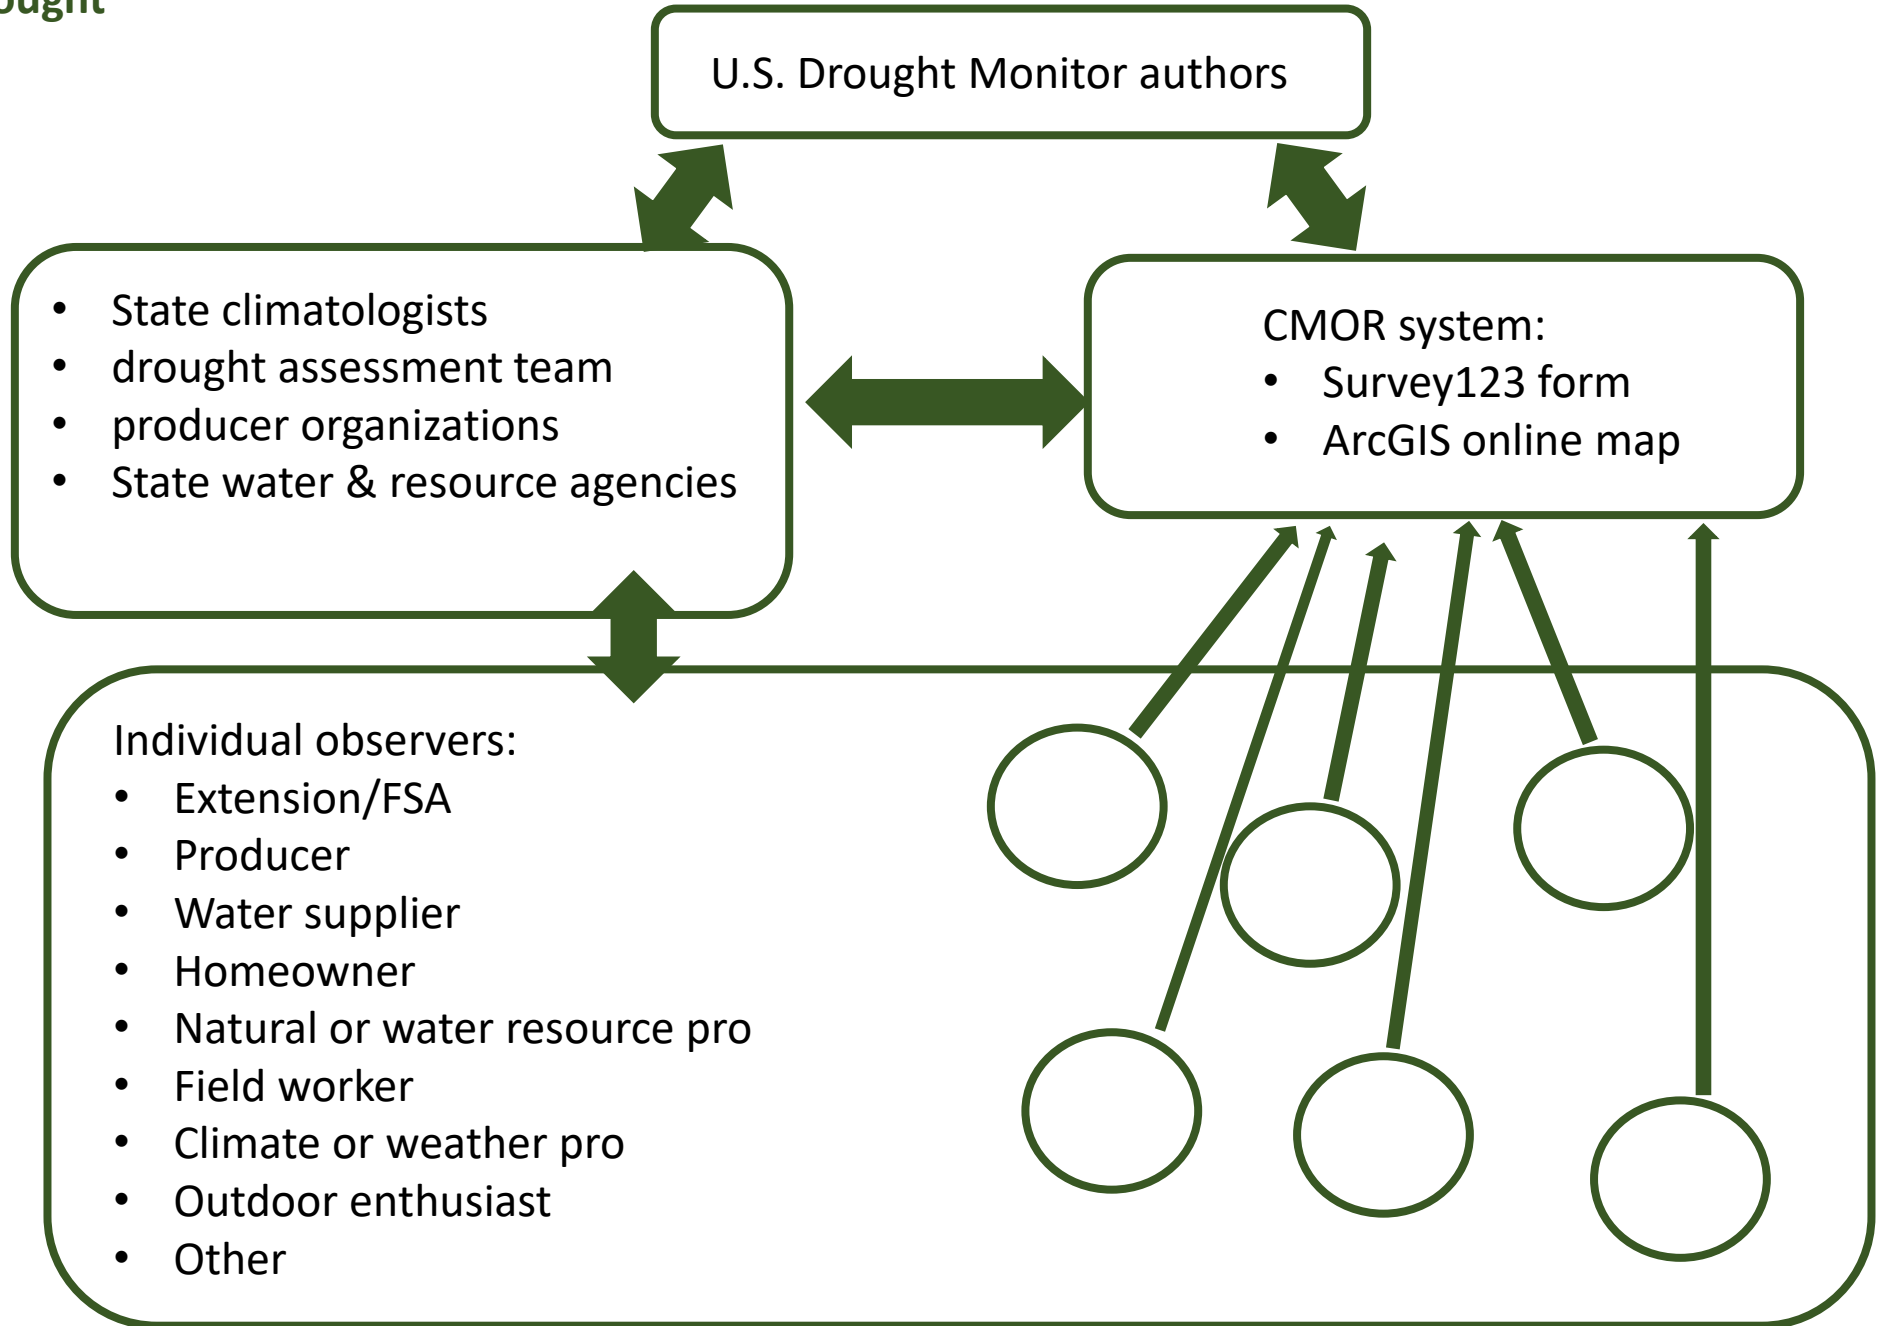 U.S. Drought Monitor authors
• State climatologists
• drought assessment team
• producer organizations
• State water & resource agencies
CMOR system:
• Survey123 form
• ArcGIS online map
Individual observers:
• Extension/FSA
• Producer
• Water supplier
• Homeowner
• Natural or water resource pro
• Field worker
• Climate or weather pro
• Outdoor enthusiast
• Other